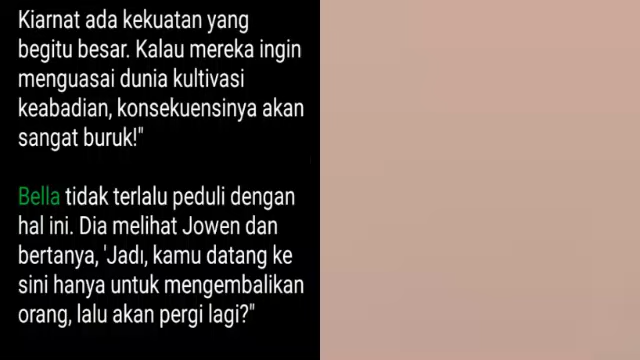 Kiarnat ada kekuatan yang
begitu besar. Kalau mereka ingin
menguasai dunia kultivasi
keabadian, konsekuensinya akan
sangat buruk!"
Bella tidak terlalu peduli dengan
hal ini. Dia melihat Jowen dan
bertanya, 'Jadi, kamu datang ke
sini hanya untuk mengembalikan
orang, lalu akan pergi lagi?"